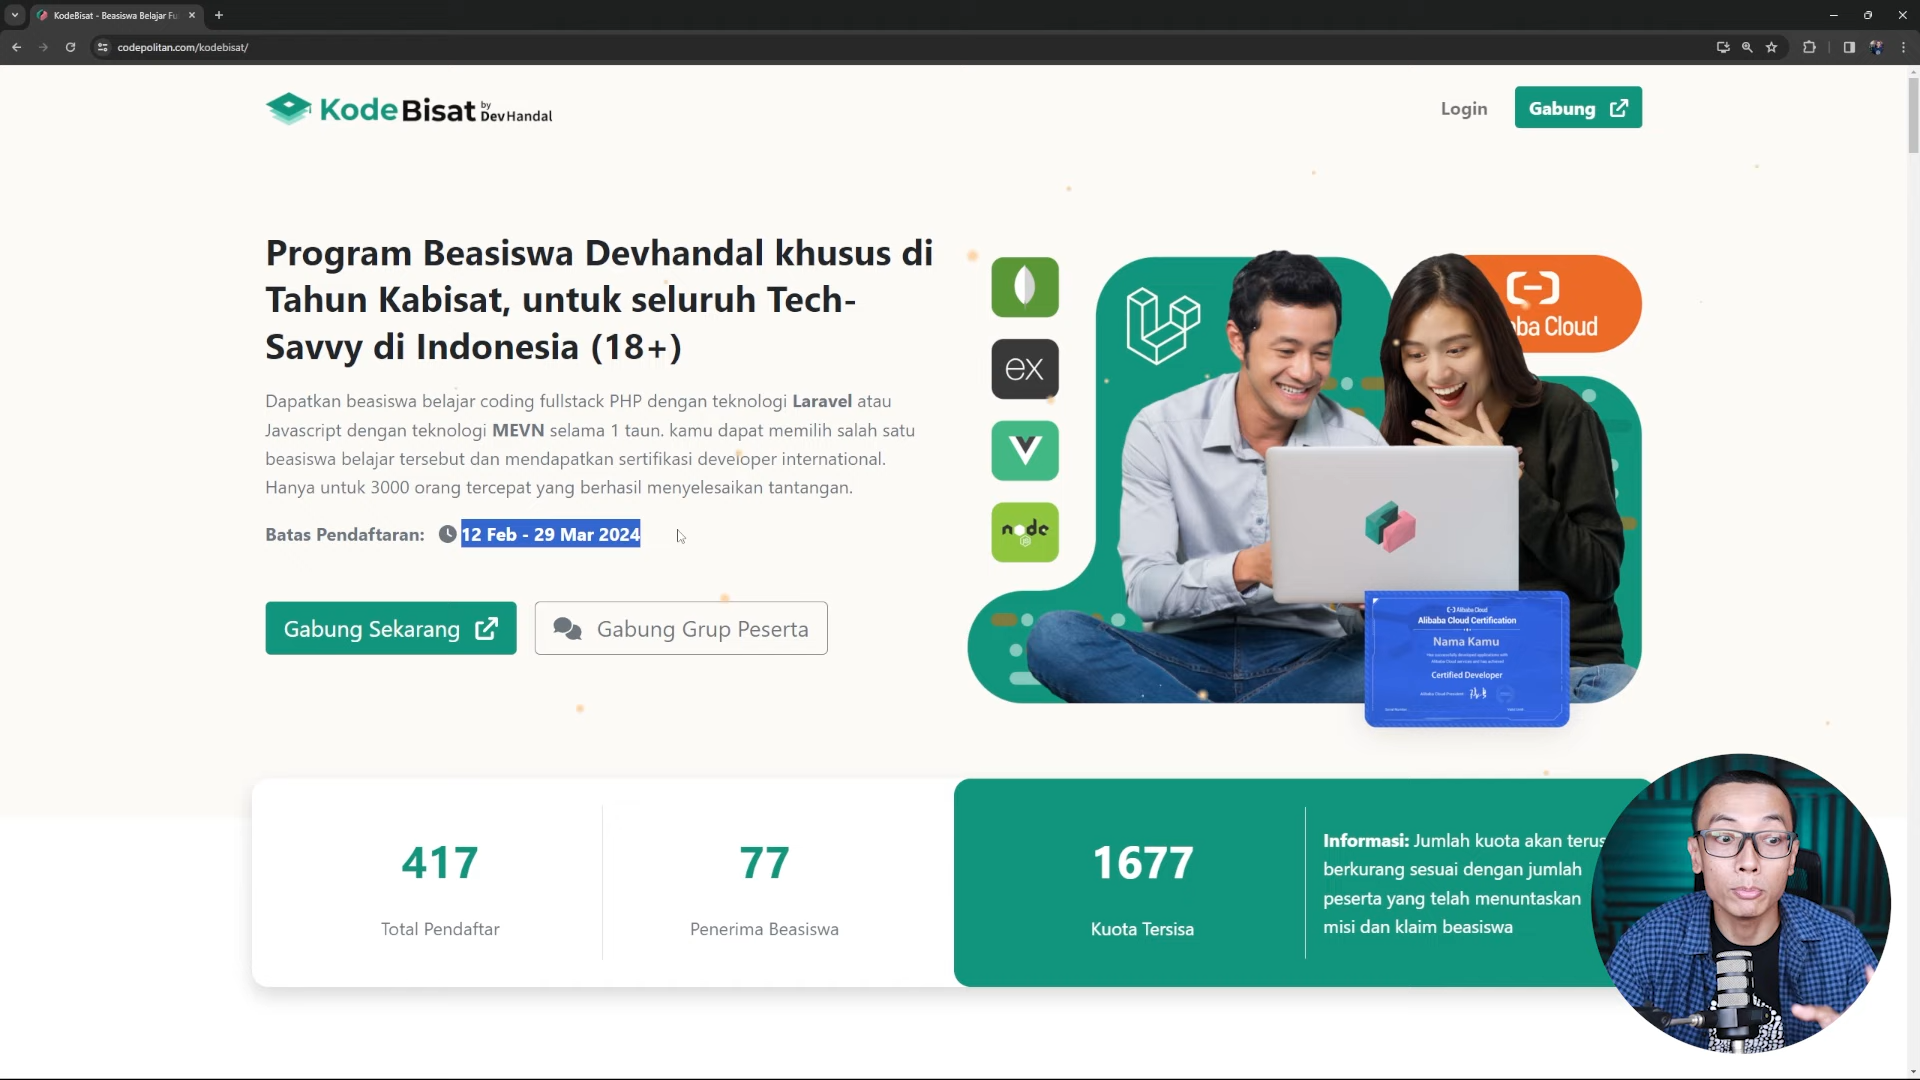 KodeBisat - Beasiswa Belajar Fu
codepolitan.com/kodebisat/
KodeBisat by DevHandal
Login
Gabung
Program Beasiswa Devhandal khusus di
Tahun Kabisat, untuk seluruh Tech-
Savvy di Indonesia (18+)
Dapatkan beasiswa belajar coding fullstack PHP dengan teknologi Laravel atau
Javascript dengan teknologi MEVN selama 1 taun. kamu dapat memilih salah satu
beasiswa belajar tersebut dan mendapatkan sertifikasi developer international.
Hanya untuk 3000 orang tercepat yang berhasil menyelesaikan tantangan.
Batas Pendaftaran: 12 Feb - 29 Mar 2024
Gabung Sekarang
Gabung Grup Peserta
ex
node
JS
ba Cloud
Alibaba Cloud
Alibaba Cloud Certification
Nama Kamu
Certified Developer
417
Total Pendaftar
77
Penerima Beasiswa
1677
Kuota Tersisa
Informasi: Jumlah kuota akan terus
berkurang sesuai dengan jumlah
peserta yang telah menuntaskan
misi dan klaim beasiswa